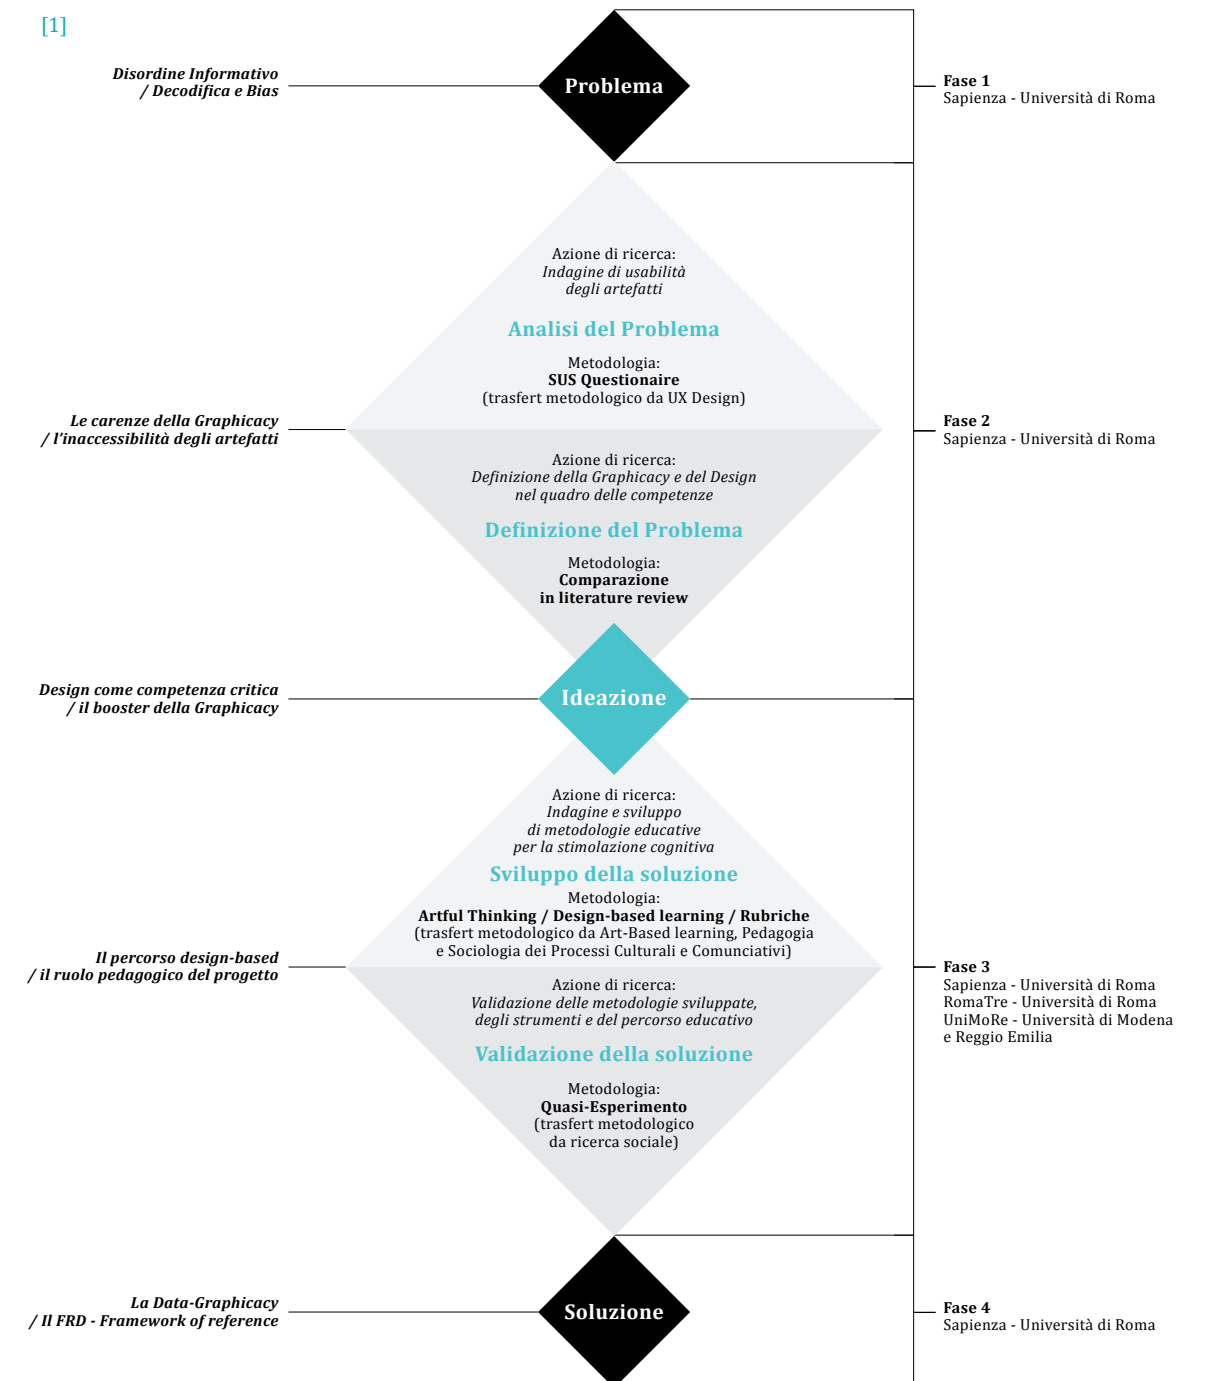 [1]
Disordine Informativo
/ Decodifica e Bias
Problema
Fase 1
Sapienza - Università di Roma
Azione di ricerca:
Indagine di usabilità
degli artefatti
Analisi del Problema
Metodologia:
SUS Questionaire
(trasfert metodologico da UX Design)
Le carenze della Graphicacy
/ l'inaccessibilità degli artefatti
Fase 2
Sapienza - Università di Roma
Azione di ricerca:
Definizione della Graphicacy e del Design
nel quadro delle competenze
Definizione del Problema
Metodologia:
Comparazione
in literature review
Design come competenza critica
/ il booster della Graphicacy
Ideazione
Azione di ricerca:
Indagine e sviluppo
di metodologie educative
per la stimolazione cognitiva
Sviluppo della soluzione
Metodologia:
Artful Thinking / Design-based learning / Rubriche
(trasfert metodologico da Art-Based learning, Pedagogia
e Sociologia dei Processi Culturali e Comunciativi)
Il percorso design-based
/ il ruolo pedagogico del progetto
Fase 3
Sapienza - Università di Roma
RomaTre - Università di Roma
UniMoRe - Università di Modena
e Reggio Emilia
Azione di ricerca:
Validazione delle metodologie sviluppate,
degli strumenti e del percorso educativo
Validazione della soluzione
Metodologia:
Quasi-Esperimento
(trasfert metodologico
da ricerca sociale)
La Data-Graphicacy
/ Il FRD - Framework of reference
Soluzione
Fase 4
Sapienza - Università di Roma